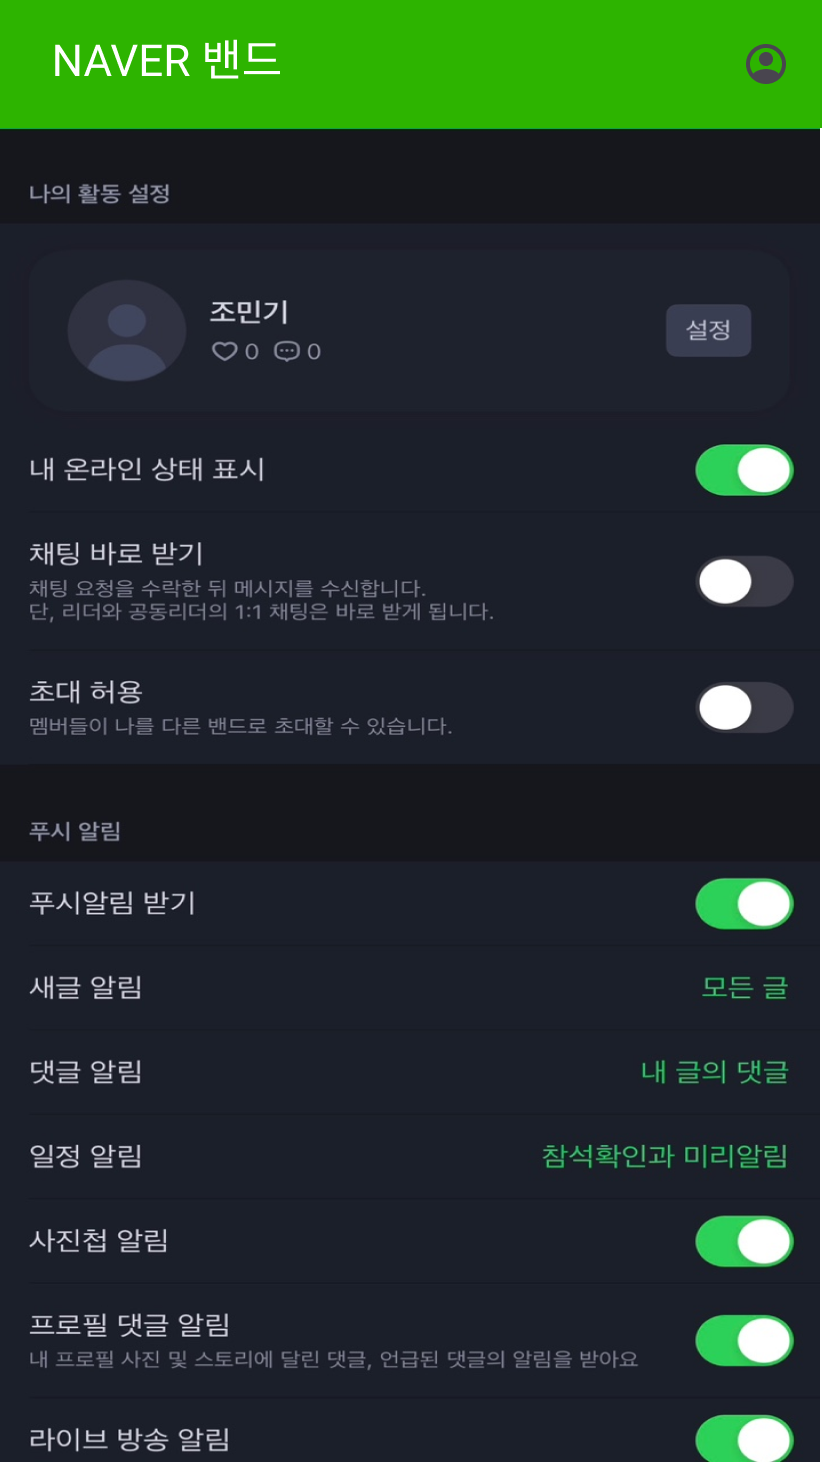 NAVER 밴드
나의 활동 설정
조민기
0 0
설정
내 온라인 상태 표시
채팅 바로 받기
채팅 요청을 수락한 뒤 메시지를 수신합니다.
단, 리더와 공동리더의 1:1 채팅은 바로 받게 됩니다.
초대 허용
멤버들이 나를 다른 밴드로 초대할 수 있습니다.
푸시 알림
푸시알림 받기
새글 알림 모든 글
댓글 알림 내 글의 댓글
일정 알림 참석확인과 미리알림
사진첩 알림
프로필 댓글 알림
내 프로필 사진 및 스토리에 달린 댓글, 언급된 댓글의 알림을 받아요
라이브 방송 알림